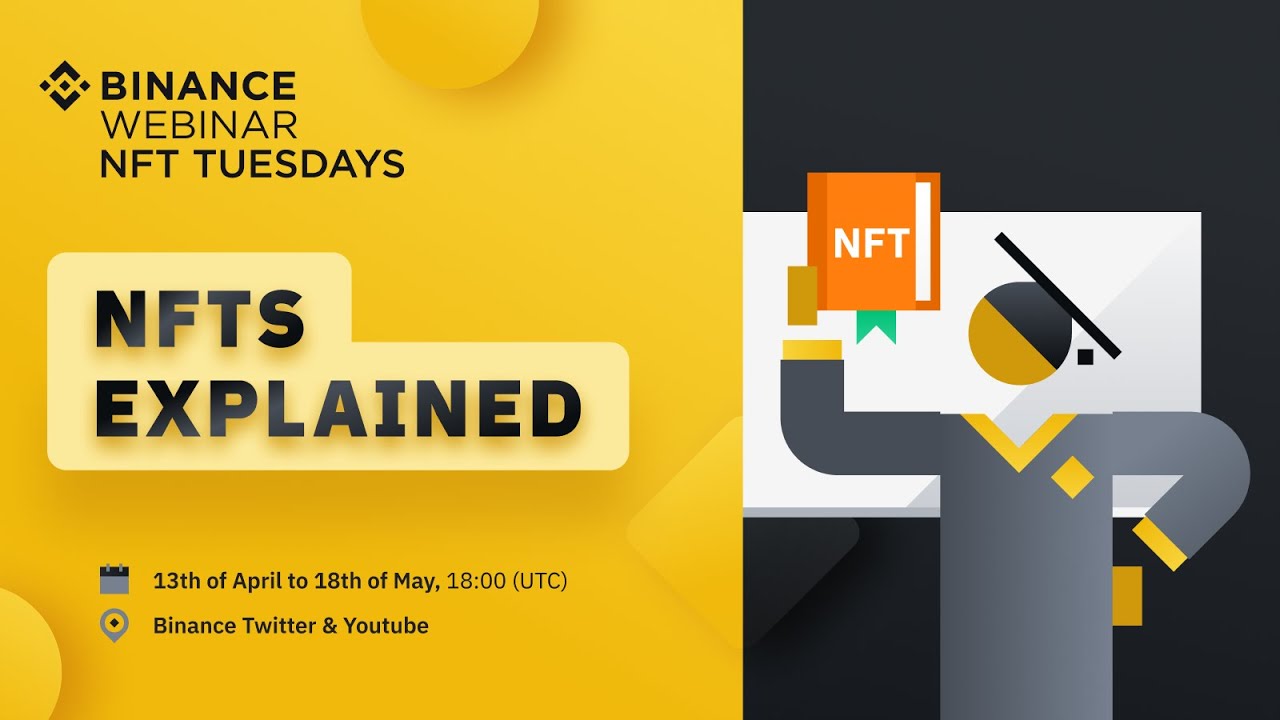 BINANCE
WEBINAR
NFT TUESDAYS
NFTS
EXPLAINED
13th of April to 18th of May, 18:00 (UTC)
Binance Twitter & Youtube
NFT